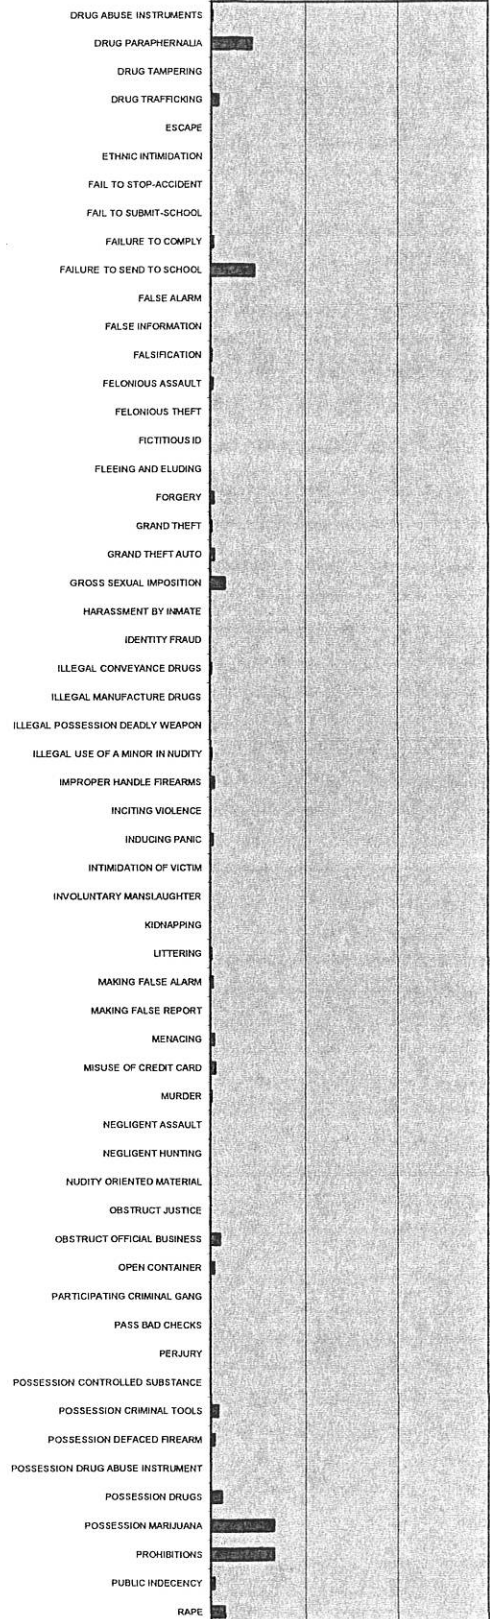 DRUG ABUSE INSTRUMENTS
DRUG PARAPHERNALIA
DRUG TAMPERING
DRUG TRAFFICKING
ESCAPE
ETHNIC INTIMIDATION
FAIL TO STOP-ACCIDENT
FAIL TO SUBMIT-SCHOOL
FAILURE TO COMPLY
FAILURE TO SEND TO SCHOOL
FALSE ALARM
FALSE INFORMATION
FALSIFICATION
FELONIOUS ASSAULT
FELONIOUS THEFT
FICTITIOUS ID
FLEEING AND ELUDING
FORGERY
GRAND THEFT
GRAND THEFT AUTO
GROSS SEXUAL IMPOSITION
HARASSMENT BY INMATE
IDENTITY FRAUD
ILLEGAL CONVEYANCE DRUGS
ILLEGAL MANUFACTURE DRUGS
ILLEGAL POSSESSION DEADLY WEAPON
ILLEGAL USE OF A MINOR IN NUDITY
IMPROPER HANDLE FIREARMS
INCITING VIOLENCE
INDUCING PANIC
INTIMIDATION OF VICTIM
INVOLUNTARY MANSLAUGHTER
KIDNAPPING
LITTERING
MAKING FALSE ALARM
MAKING FALSE REPORT
MENACING
MISUSE OF CREDIT CARD
MURDER
NEGLIGENT ASSAULT
NEGLIGENT HUNTING
NUDITY ORIENTED MATERIAL
OBSTRUCT JUSTICE
OBSTRUCT OFFICIAL BUSINESS
OPEN CONTAINER
PARTICIPATING CRIMINAL GANG
PASS BAD CHECKS
PERJURY
POSSESSION CONTROLLED SUBSTANCE
POSSESSION CRIMINAL TOOLS
POSSESSION DEFACED FIREARM
POSSESSION DRUG ABUSE INSTRUMENT
POSSESSION DRUGS
POSSESSION MARIJUANA
PROHIBITIONS
PUBLIC INDECENCY
RAPE